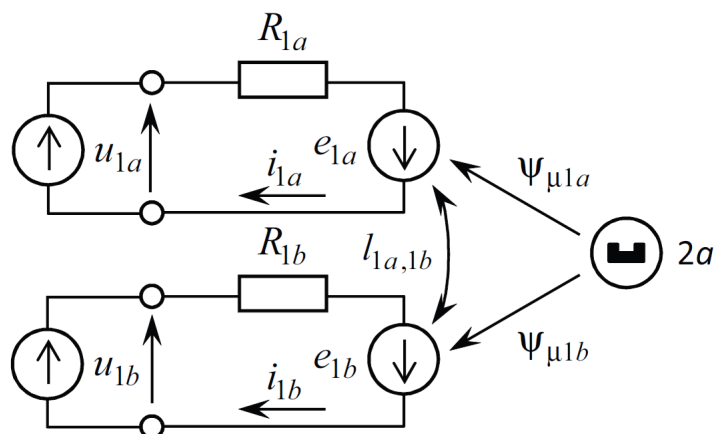 R1a
u1a
e1a
i1a
ψμ1a
R1b
l1a,1b
2a
u1b
e1b
i1b
ψμ1b